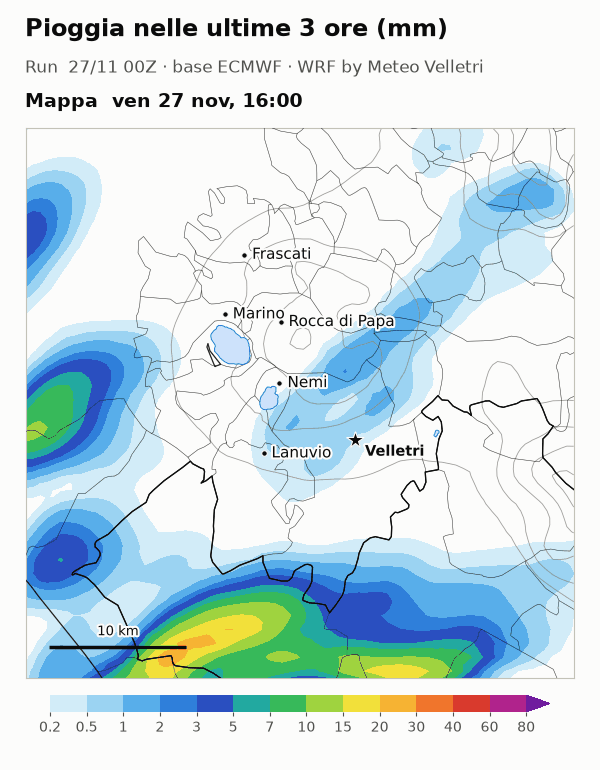 Pioggia nelle ultime 3 ore (mm)
Run 27/11 00Z · base ECMWF · WRF by Meteo Velletri
Mappa ven 27 nov, 16:00
Frascati
Marino
Rocca di Papa
Nemi
Velletri
Lanuvio
10 km
0.2 0.5 1 2 3 5 7 10 15 20 30 40 60 80